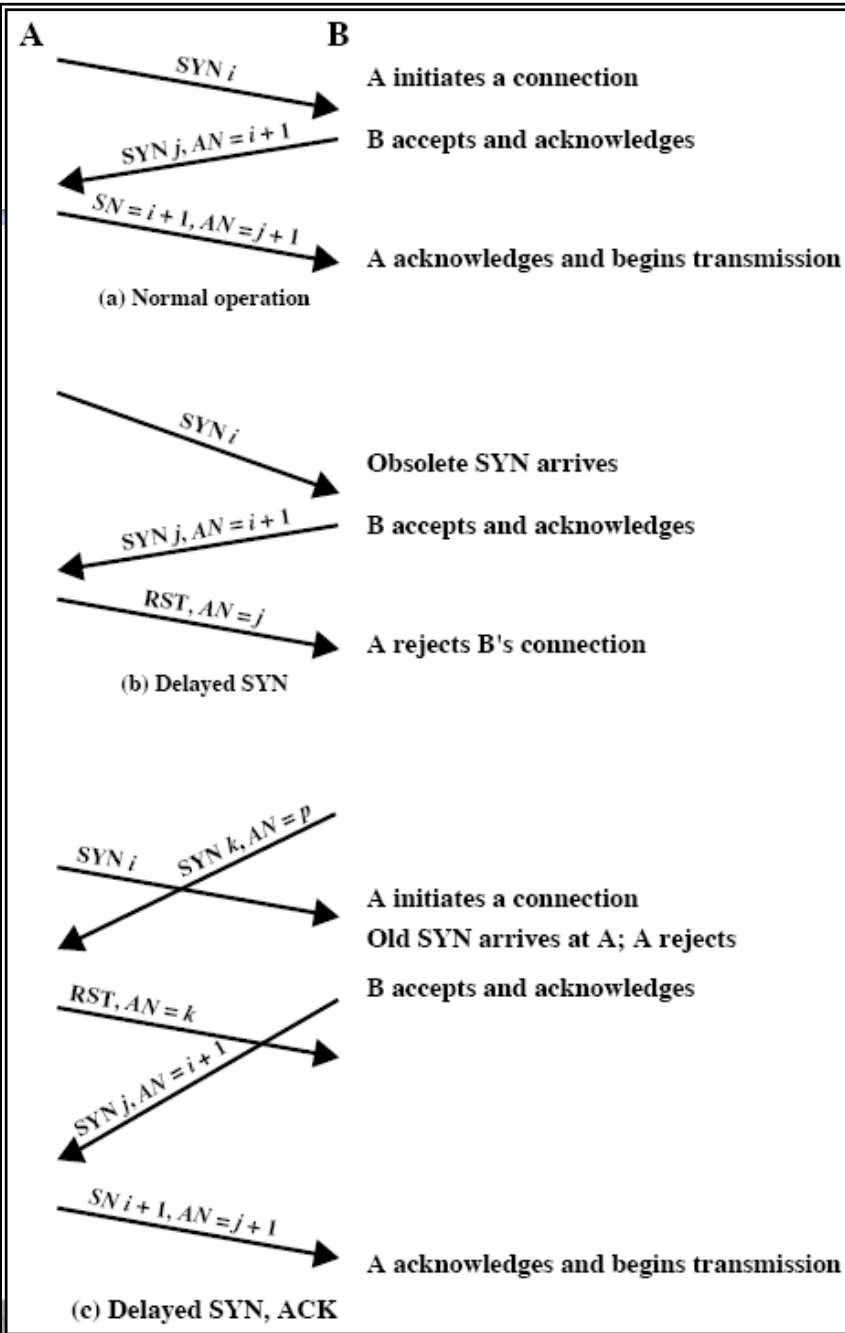 A B
SYN i
A initiates a connection
SYN j, AN = i + 1
B accepts and acknowledges
SN = i + 1, AN = j + 1
A acknowledges and begins transmission
(a) Normal operation
SYN i
Obsolete SYN arrives
SYN j, AN = i + 1
B accepts and acknowledges
RST, AN = j
A rejects B's connection
(b) Delayed SYN
SYN k, AN = p
SYN i
A initiates a connection
Old SYN arrives at A; A rejects
B accepts and acknowledges
RST, AN = k
SYN j, AN = i + 1
SN i + 1, AN = j + 1
A acknowledges and begins transmission
(c) Delayed SYN, ACK